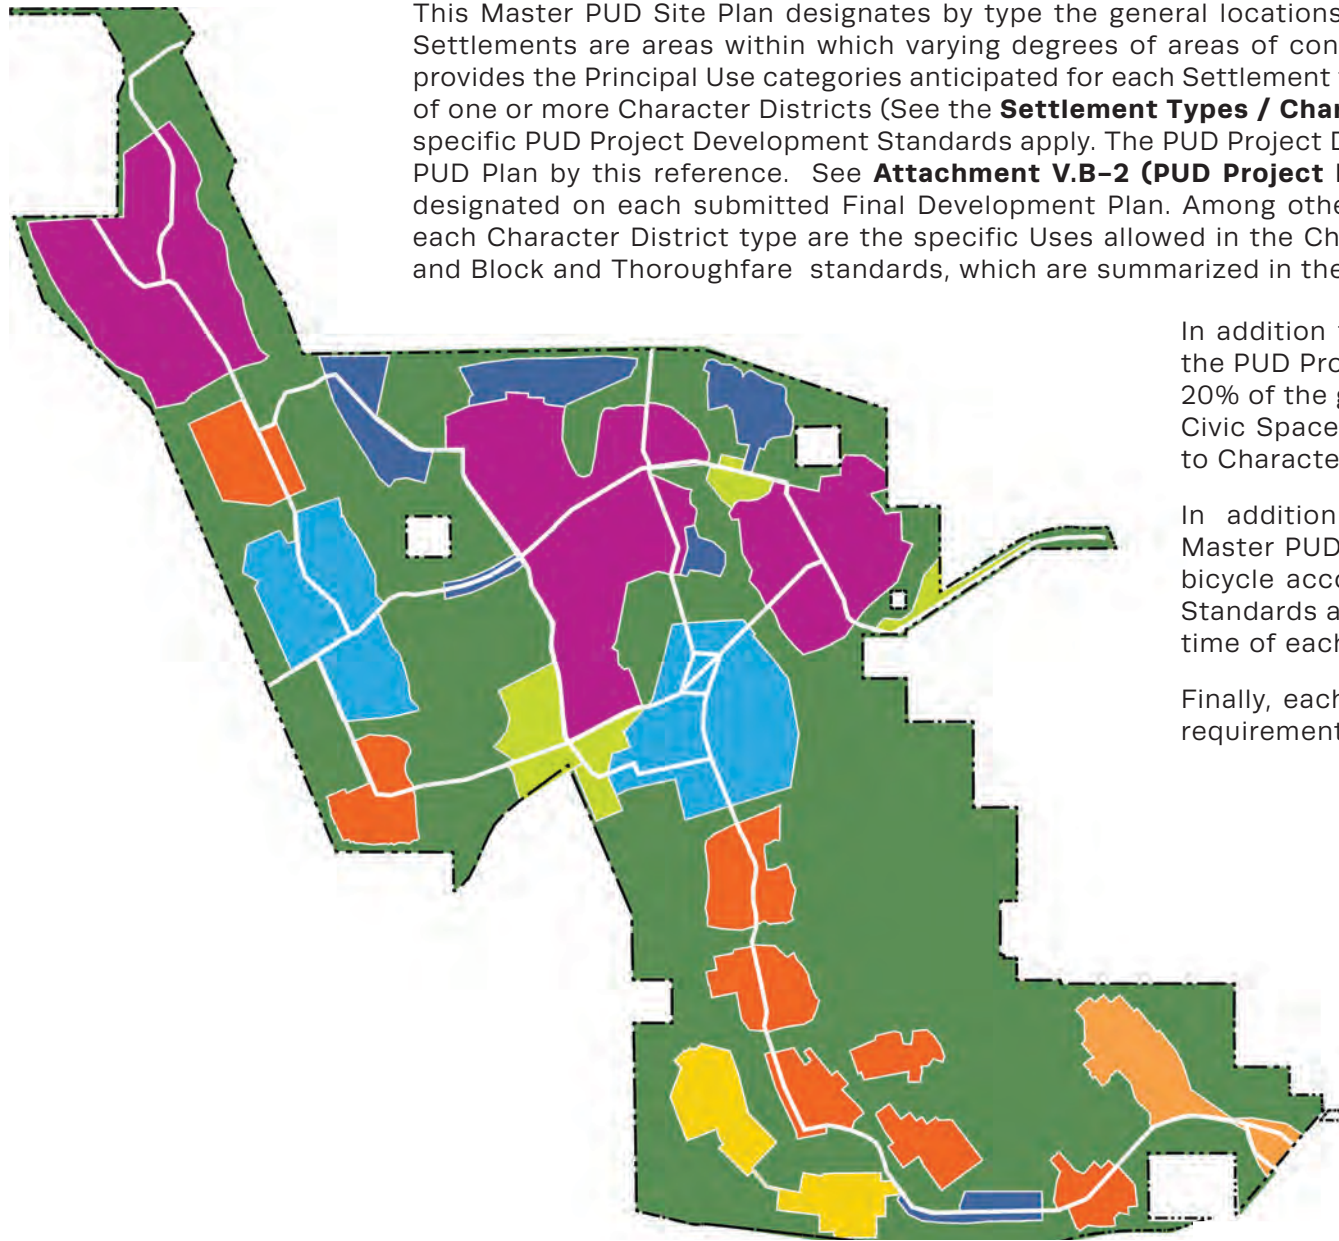 This Master PUD Site Plan designates by type the general locations
Settlements are areas within which varying degrees of areas of con
provides the Principal Use categories anticipated for each Settlement
of one or more Character Districts (See the Settlement Types / Char
specific PUD Project Development Standards apply. The PUD Project D
PUD Plan by this reference. See Attachment V.B–2 (PUD Project
designated on each submitted Final Development Plan. Among othe
each Character District type are the specific Uses allowed in the Ch
and Block and Thoroughfare standards, which are summarized in the
In addition
the PUD Pro
20% of the
Civic Space
to Characte
In addition
Master PUD
bicycle acco
Standards a
time of each
Finally, each
requirement